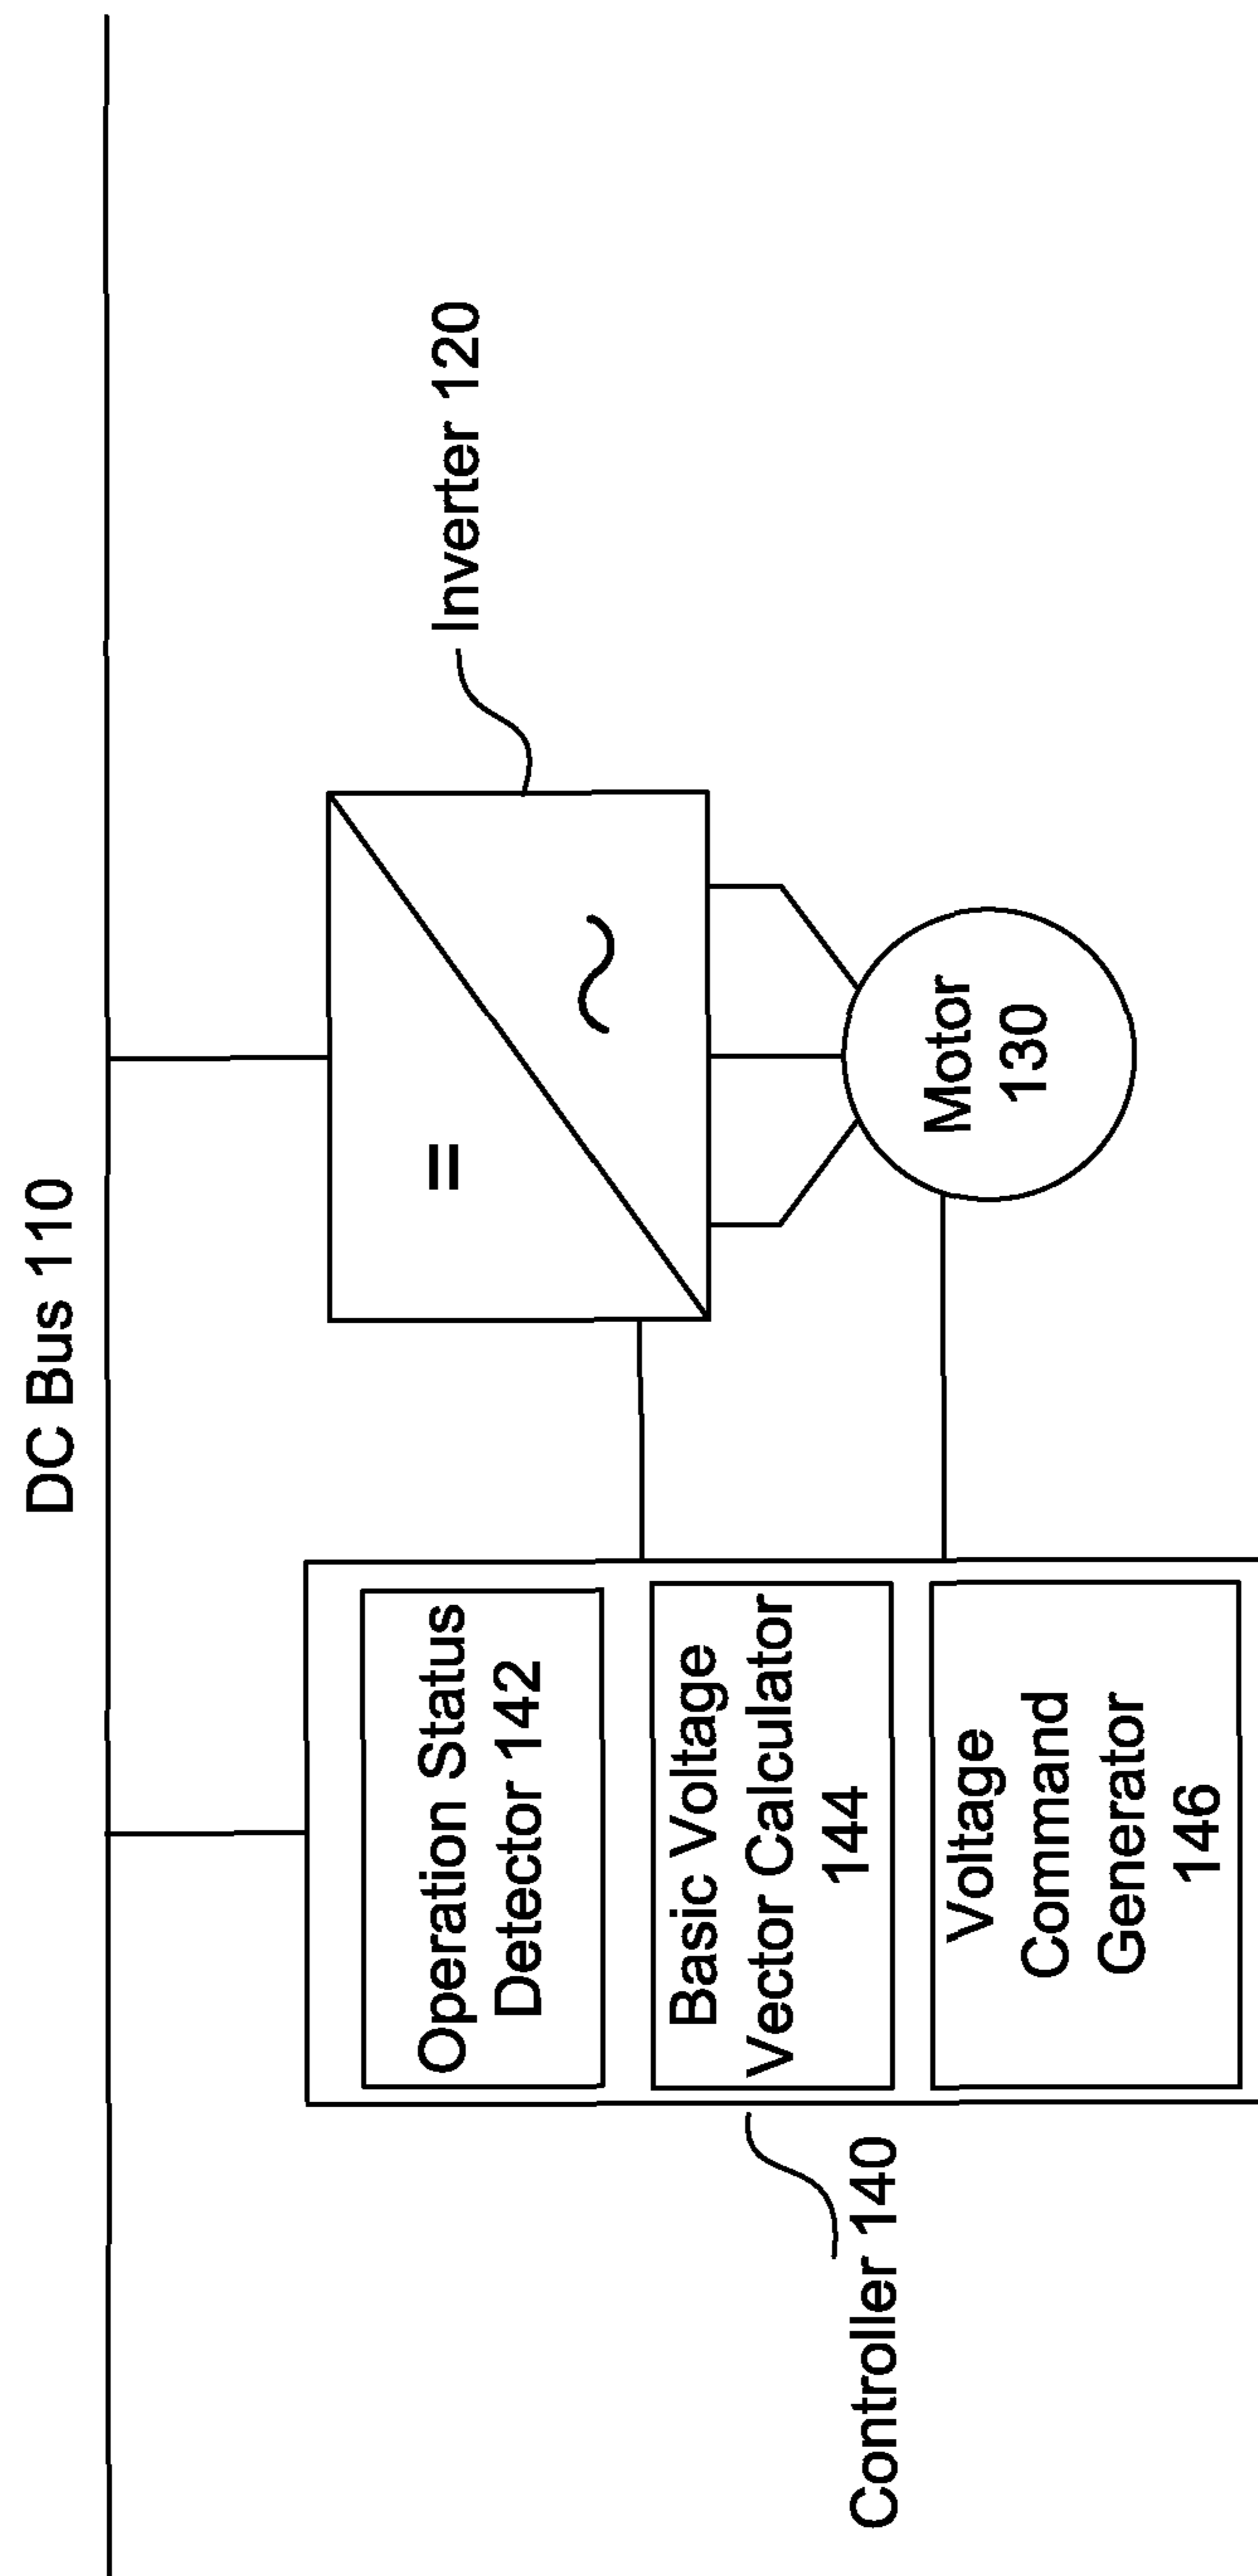 DC Bus 110
Operation Status
Detector 142
Basic Voltage
Vector Calculator
144
Voltage
Command
Generator
146
Controller 140
=
~
Inverter 120
Motor
130